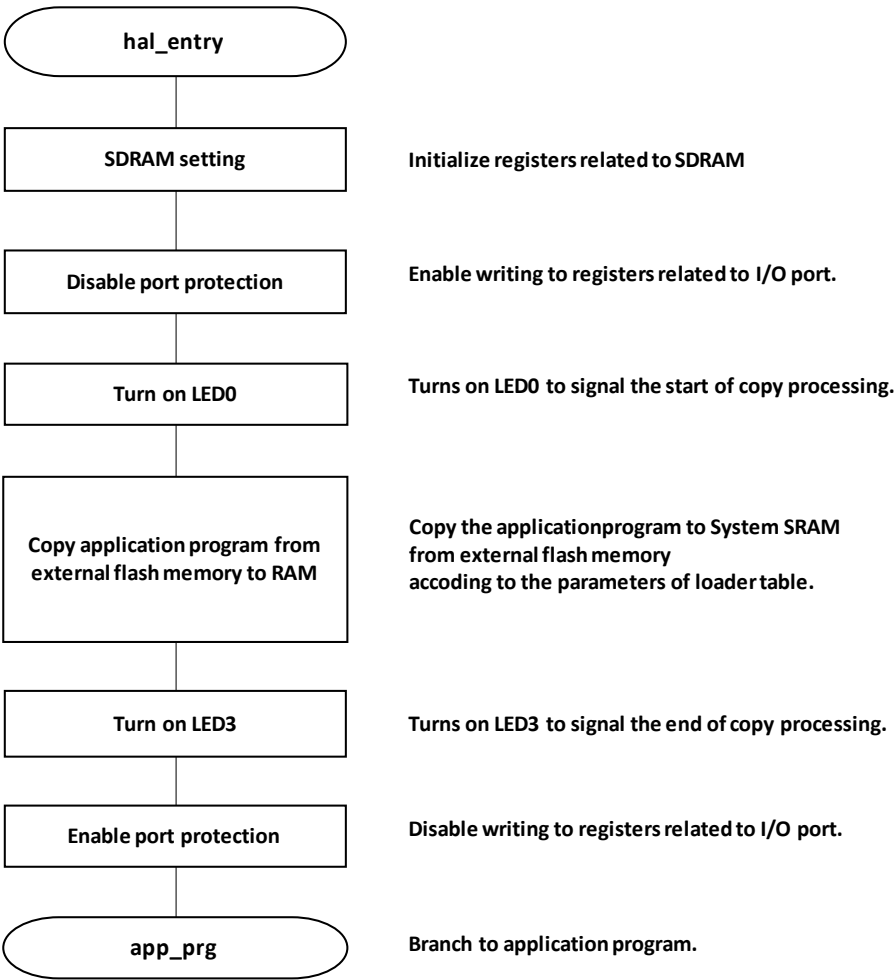 hal_entry
SDRAM setting
Initialize registers related to SDRAM
Disable port protection
Enable writing to registers related to I/O port.
Turn on LED0
Turns on LED0 to signal the start of copy processing.
Copy application program from
external flash memory to RAM
Copy the applicationprogram to System SRAM
from external flash memory
accoding to the parameters of loader table.
Turn on LED3
Turns on LED3 to signal the end of copy processing.
Enable port protection
Disable writing to registers related to I/O port.
app_prg
Branch to application program.